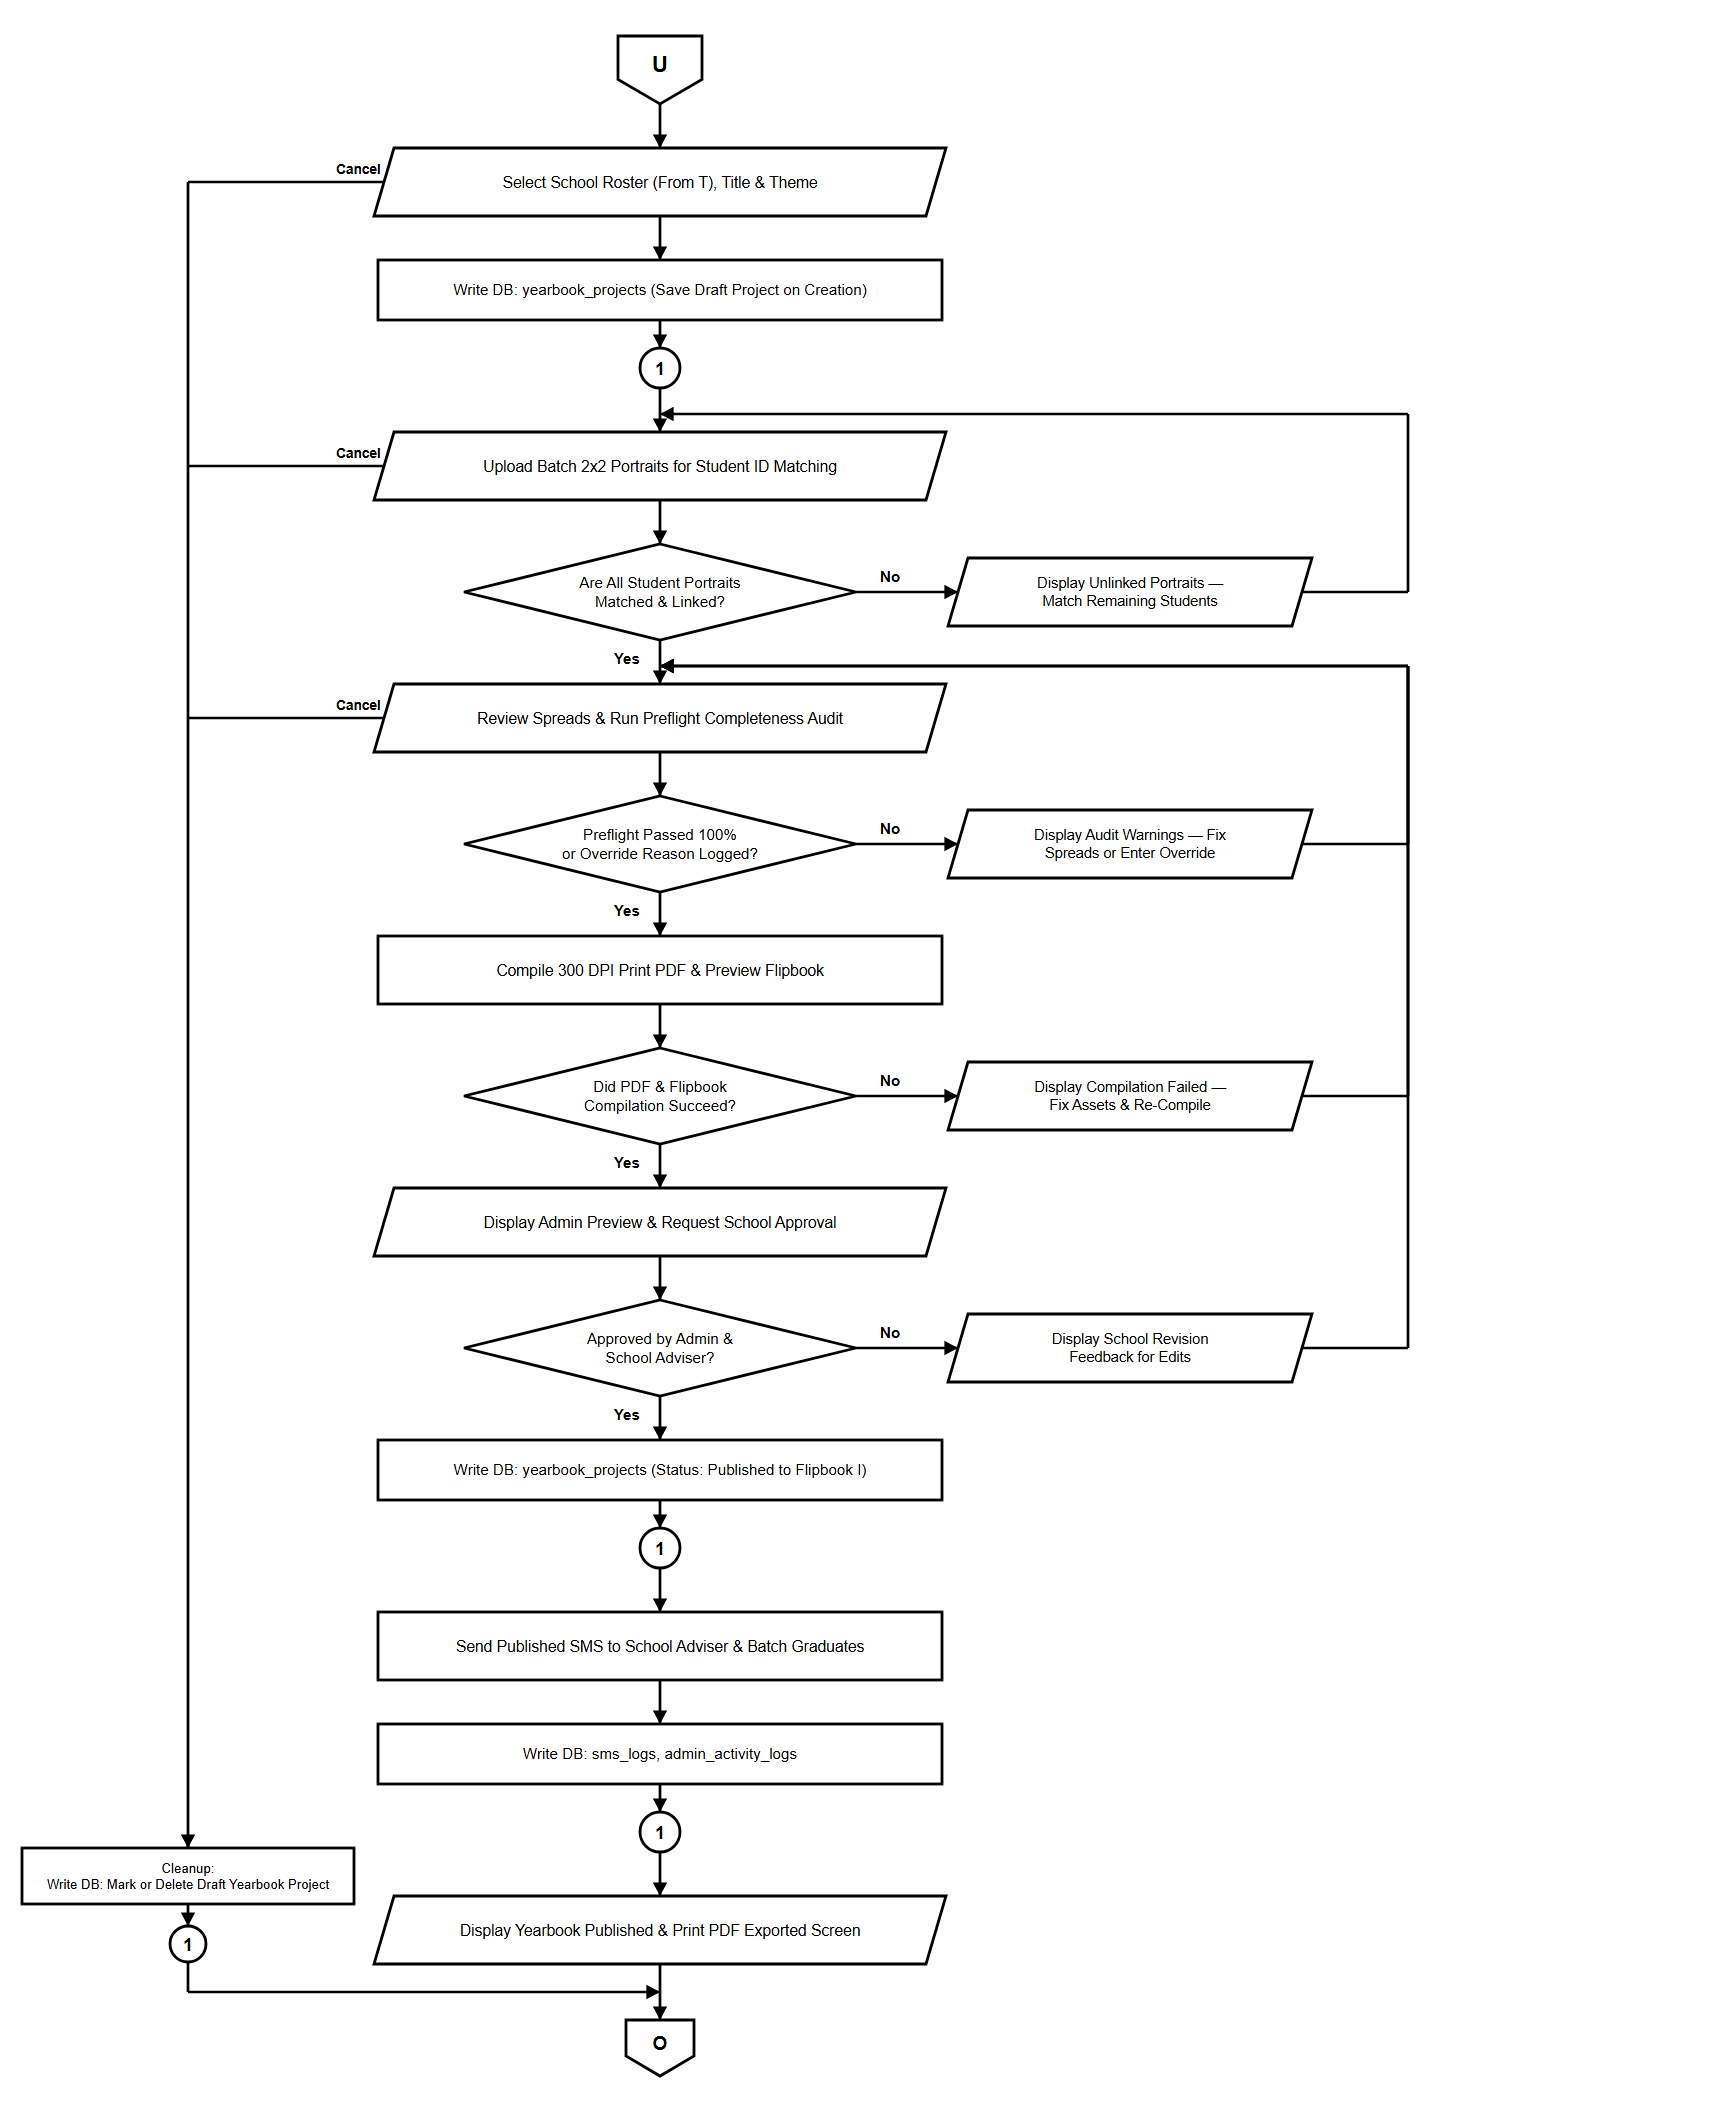 U
Cancel
Select School Roster (From T), Title & Theme
Write DB: yearbook_projects (Save Draft Project on Creation)
1
Cancel
Upload Batch 2x2 Portraits for Student ID Matching
Are All Student Portraits
Matched & Linked?
No
Display Unlinked Portraits —
Match Remaining Students
Yes
Cancel
Review Spreads & Run Preflight Completeness Audit
Preflight Passed 100%
or Override Reason Logged?
No
Display Audit Warnings — Fix
Spreads or Enter Override
Yes
Compile 300 DPI Print PDF & Preview Flipbook
Did PDF & Flipbook
Compilation Succeed?
No
Display Compilation Failed —
Fix Assets & Re-Compile
Yes
Display Admin Preview & Request School Approval
Approved by Admin &
School Adviser?
No
Display School Revision
Feedback for Edits
Yes
Write DB: yearbook_projects (Status: Published to Flipbook I)
1
Send Published SMS to School Adviser & Batch Graduates
Write DB: sms_logs, admin_activity_logs
1
Cleanup:
Write DB: Mark or Delete Draft Yearbook Project
1
Display Yearbook Published & Print PDF Exported Screen
O